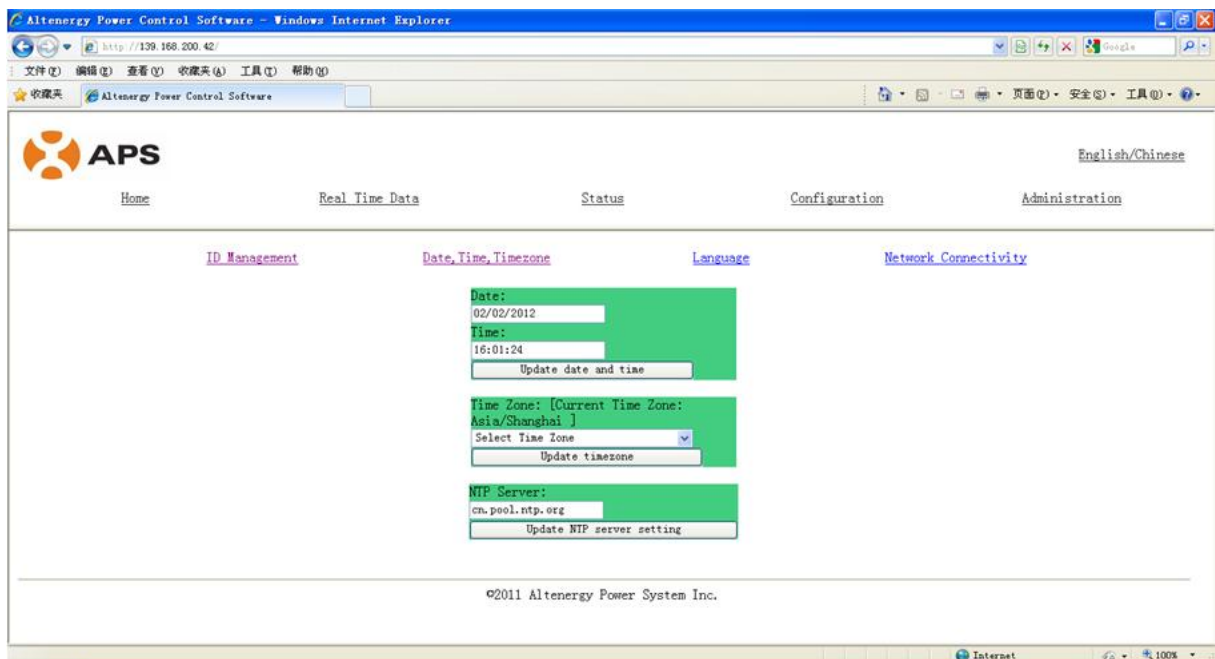 Altenergy Power Control Software - Windows Internet Explorer
http://139.168.200.42/
Google
文件(F) 编辑(E) 查看(V) 收藏夹(A) 工具(T) 帮助(H)
收藏夹 Altenergy Power Control Software 页面(P) 安全(S) 工具(O)
APS
English/Chinese
Home Real Time Data Status Configuration Administration
ID Management Date,Time,Timezone Language Network Connectivity
Date:
02/02/2012
Time:
16:01:24
Update date and time
Time Zone: [Current Time Zone:
Asia/Shanghai ]
Select Time Zone
Update timezone
NTP Server:
cn.pool.ntp.org
Update NTP server setting
©2011 Altenergy Power System Inc.
Internet 100%